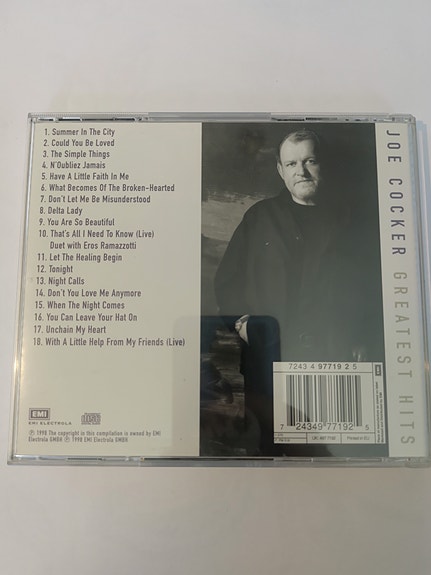 1. Summer In The City
2. Could You Be Loved
3. The Simple Things
4. N'Oubliez Jamais
5. Have A Little Faith In Me
6. What Becomes Of The Broken-Hearted
7. Don't Let Me Be Misunderstood
8. Delta Lady
9. You Are So Beautiful
10. That's All I Need To Know (Live)
Duet with Eros Ramazzotti
11. Let The Healing Begin
12. Tonight
13. Night Calls
14. Don't You Love Me Anymore
15. When The Night Comes
16. You Can Leave Your Hat On
17. Unchain My Heart
18. With A Little Help From My Friends (Live)
EMI
EMI ELECTROLA
℗ 1998 The copyright in this compilation is owned by EMI
Electrola GMBH ℗ 1998 EMI Electrola GMBH
JOE COCKER GREATEST HITS
7243 4 97719 2 5
7 24349 77192 5